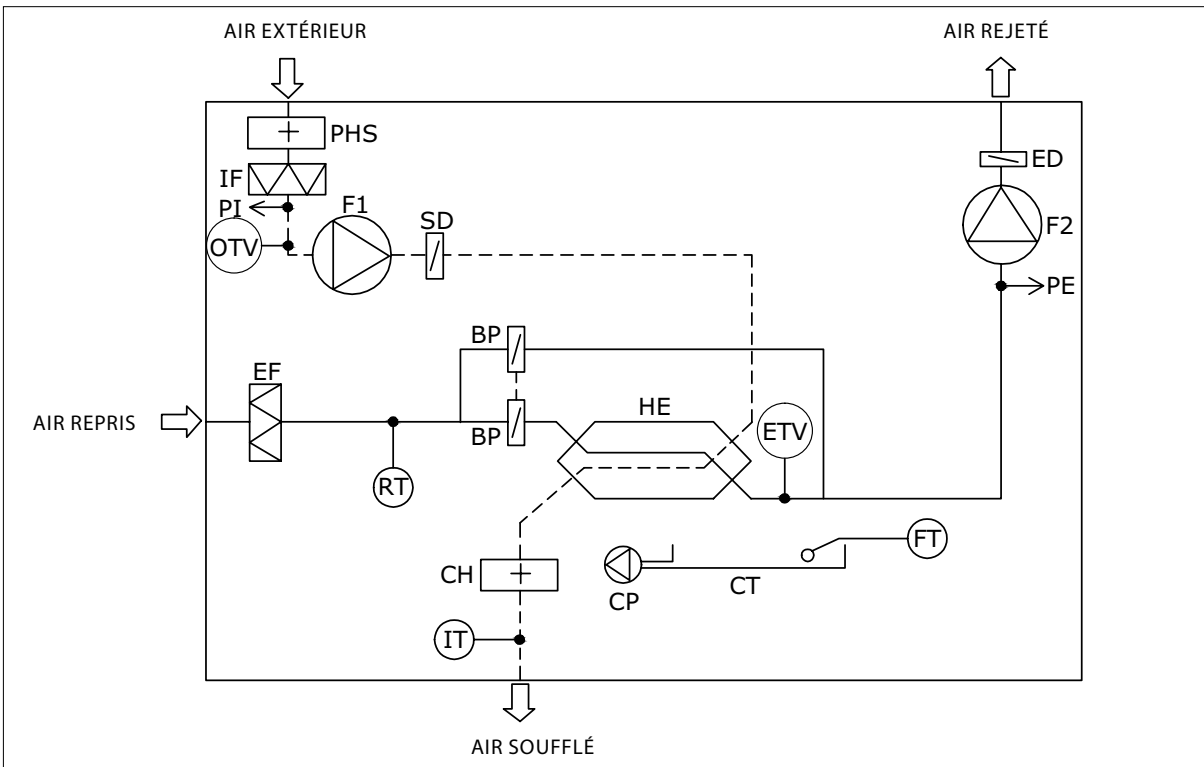 AIR EXTÉRIEUR
AIR REJETÉ
PHS
ED
IF
PI
F1
SD
F2
OTV
PE
BP
EF
HE
AIR REPRIS
BP
ETV
RT
FT
CH
CP
CT
IT
AIR SOUFFLÉ